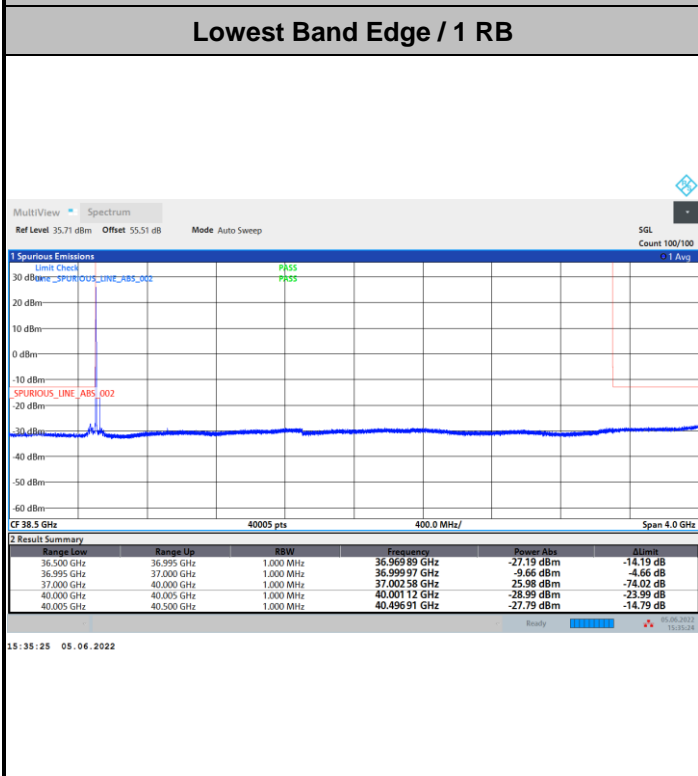 Lowest Band Edge / 1 RB
MultiView Spectrum
Ref Level 35.71 dBm Offset 55.51 dB Mode Auto Sweep SGL
Count 100/100
1 Spurious Emissions 1 Avg
Limit Check PASS
30 dBm Line _SPURIOUS_LINE_ABS_002 PASS
20 dBm
10 dBm
0 dBm
-10 dBm
_SPURIOUS_LINE_ABS_002
-20 dBm
-30 dBm
-40 dBm
-50 dBm
-60 dBm
CF 38.5 GHz 40005 pts 400.0 MHz/ Span 4.0 GHz
2 Result Summary
Range Low Range Up RBW Frequency Power Abs ΔLimit
36.500 GHz 36.995 GHz 1.000 MHz 36.969 89 GHz -27.19 dBm -14.19 dB
36.995 GHz 37.000 GHz 1.000 MHz 36.999 97 GHz -9.66 dBm -4.66 dB
37.000 GHz 40.000 GHz 1.000 MHz 37.002 58 GHz 25.98 dBm -74.02 dB
40.000 GHz 40.005 GHz 1.000 MHz 40.001 12 GHz -28.99 dBm -23.99 dB
40.005 GHz 40.500 GHz 1.000 MHz 40.496 91 GHz -27.79 dBm -14.79 dB
Ready 05.06.2022
15:35:24
15:35:25 05.06.2022